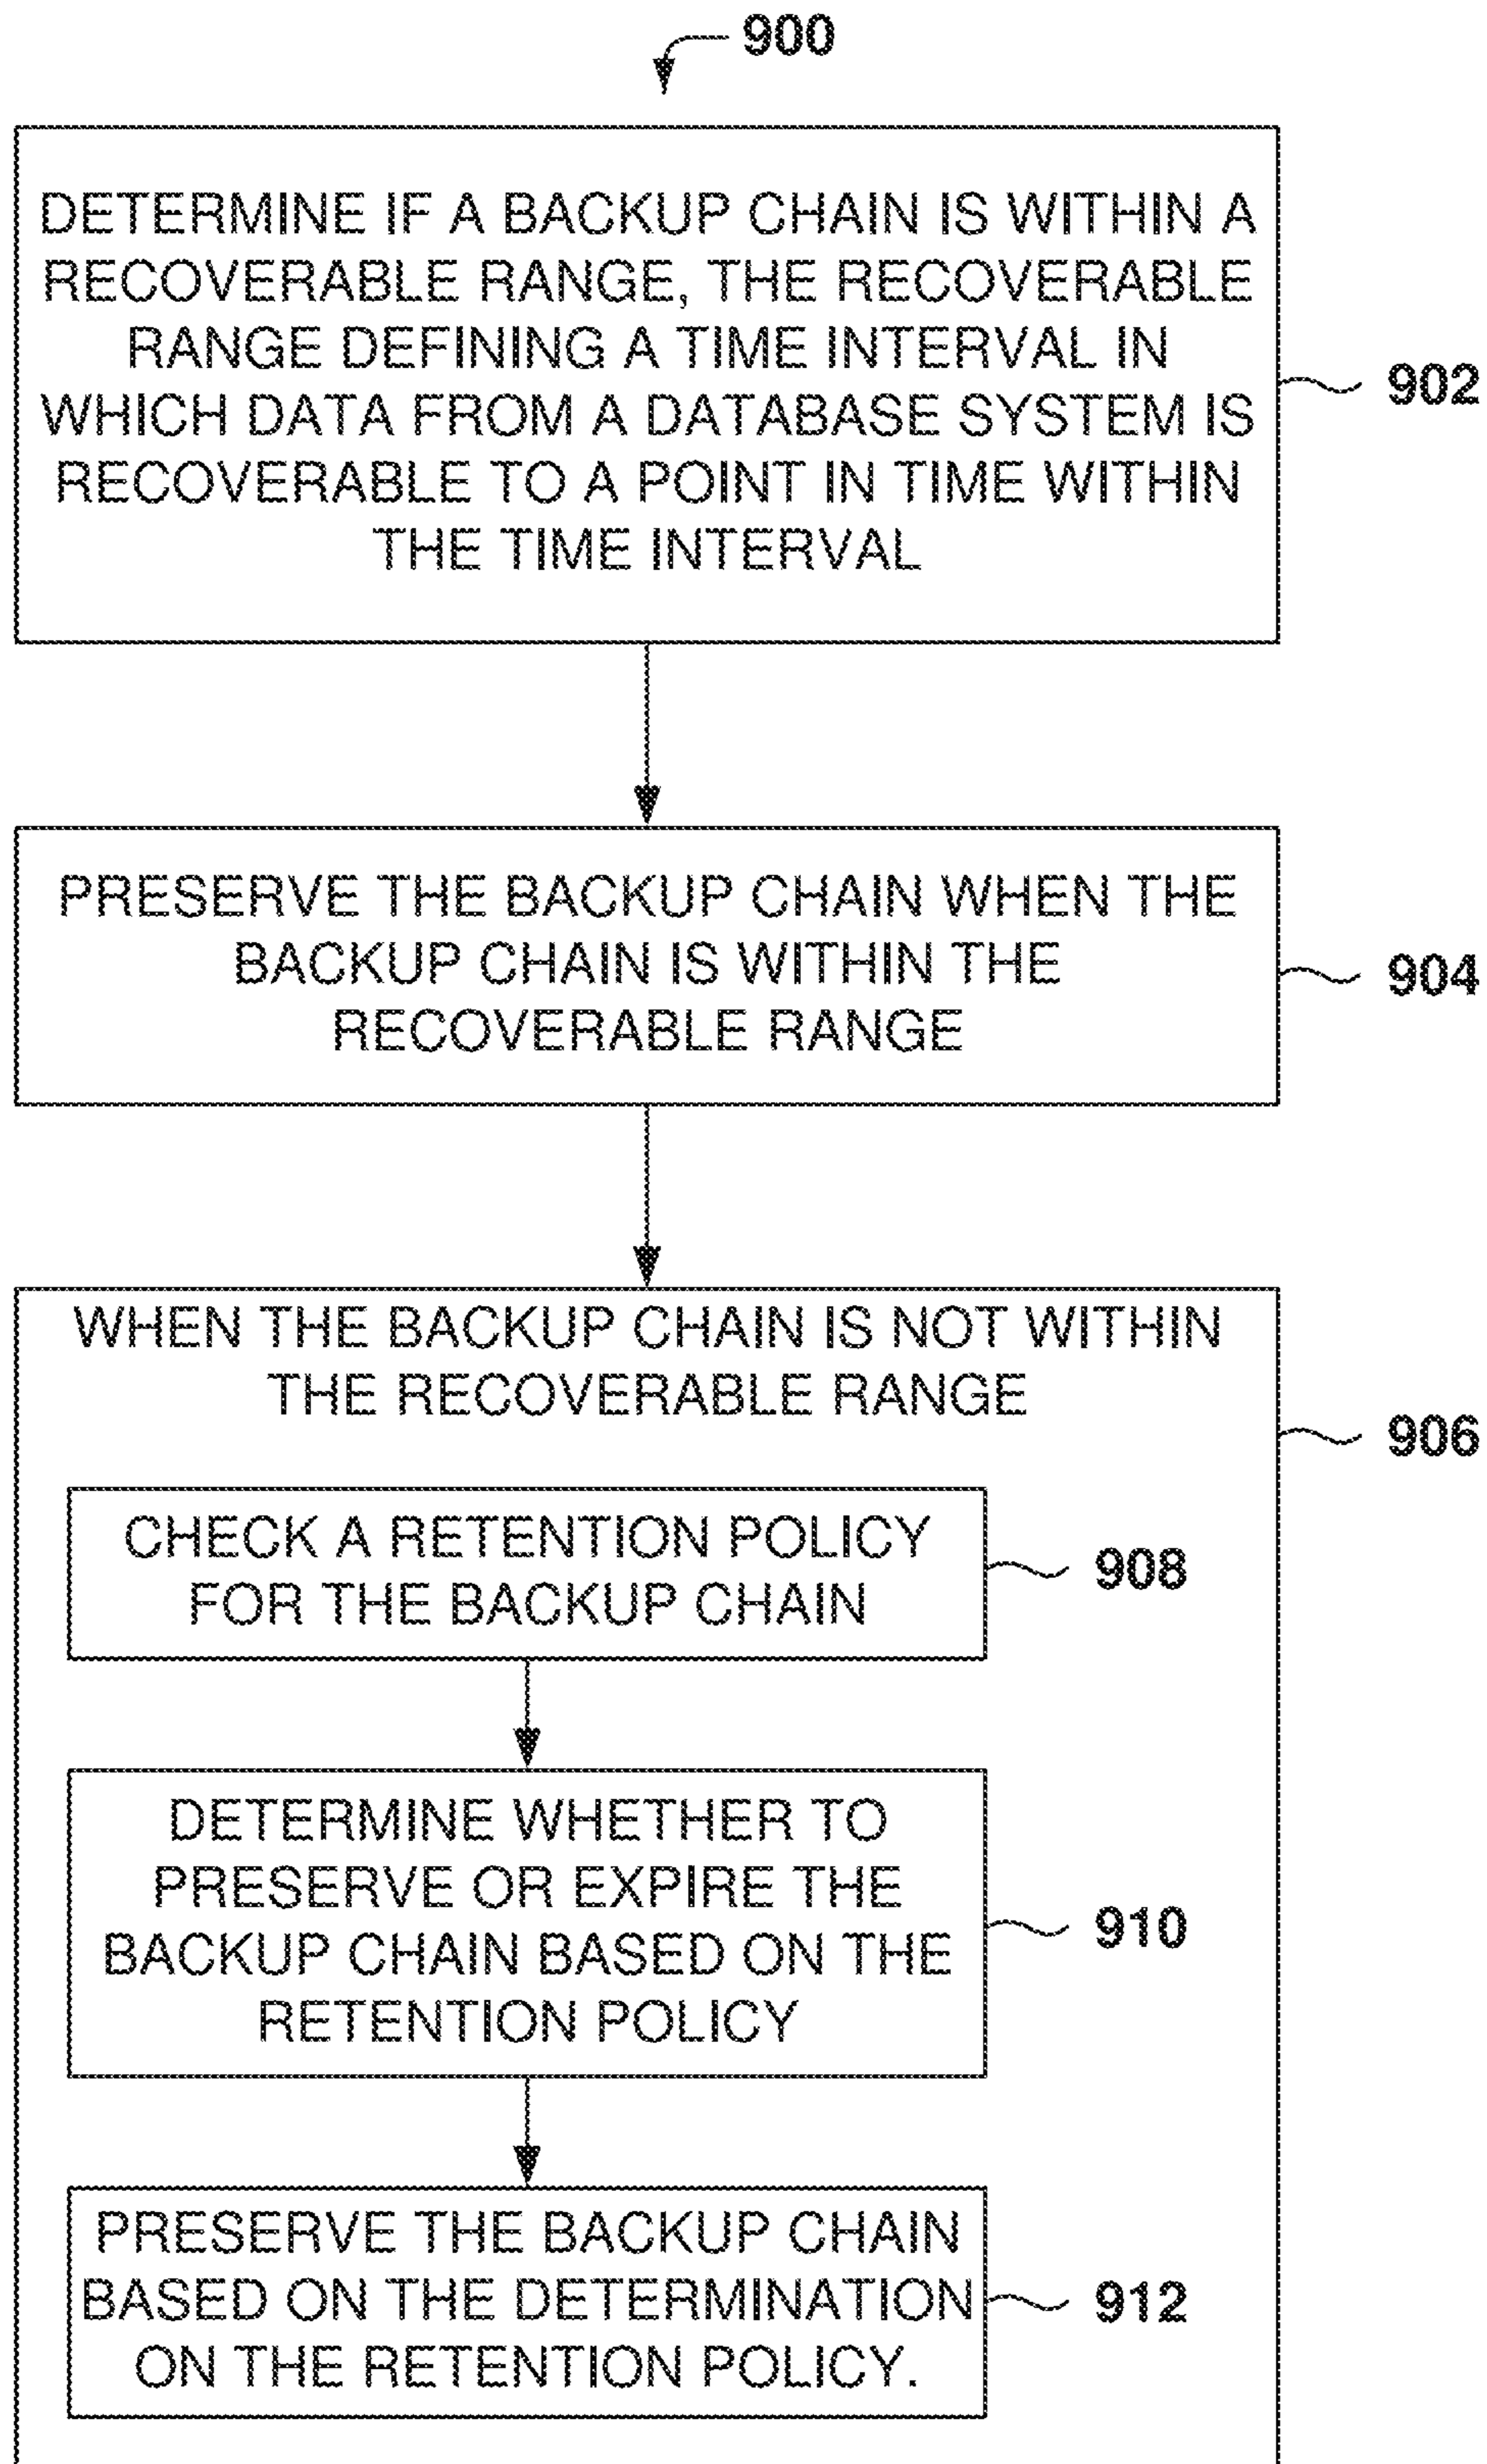 900
DETERMINE IF A BACKUP CHAIN IS WITHIN A
RECOVERABLE RANGE, THE RECOVERABLE
RANGE DEFINING A TIME INTERVAL IN
WHICH DATA FROM A DATABASE SYSTEM IS
RECOVERABLE TO A POINT IN TIME WITHIN
THE TIME INTERVAL
902
PRESERVE THE BACKUP CHAIN WHEN THE
BACKUP CHAIN IS WITHIN THE
RECOVERABLE RANGE
904
WHEN THE BACKUP CHAIN IS NOT WITHIN
THE RECOVERABLE RANGE
906
CHECK A RETENTION POLICY
FOR THE BACKUP CHAIN
908
DETERMINE WHETHER TO
PRESERVE OR EXPIRE THE
BACKUP CHAIN BASED ON THE
RETENTION POLICY
910
PRESERVE THE BACKUP CHAIN
BASED ON THE DETERMINATION
ON THE RETENTION POLICY.
912